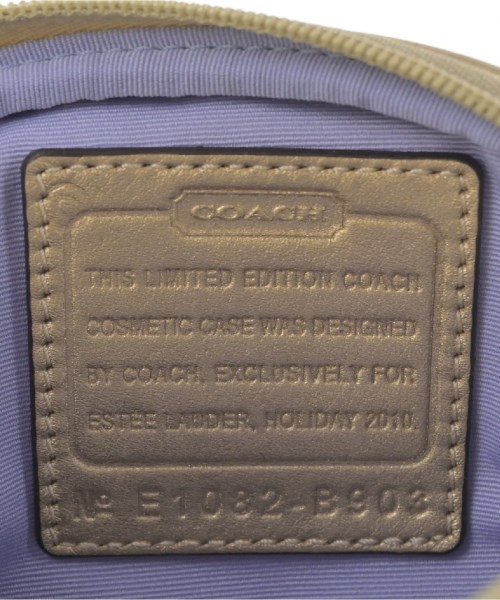 COACH
THIS LIMITED EDITION COACH
COSMETIC CASE WAS DESIGNED
BY COACH, EXCLUSIVELY FOR
ESTĒE LAUDER, HOLIDAY 2010.
Nº E1082-B903